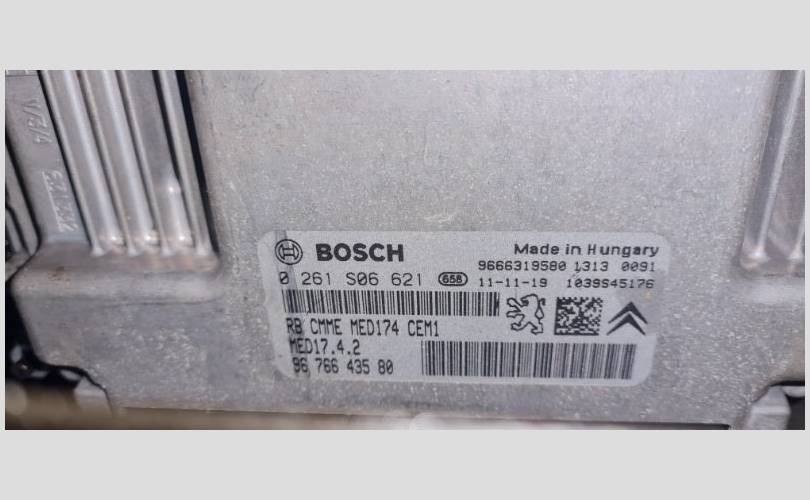 BOSCH
Made in Hungary
9666319580 1313 0091
0 261 S06 621 658 11-11-19 1039S45176
RB CMME MED174 CEM1
MED17.4.2
96 766 435 80